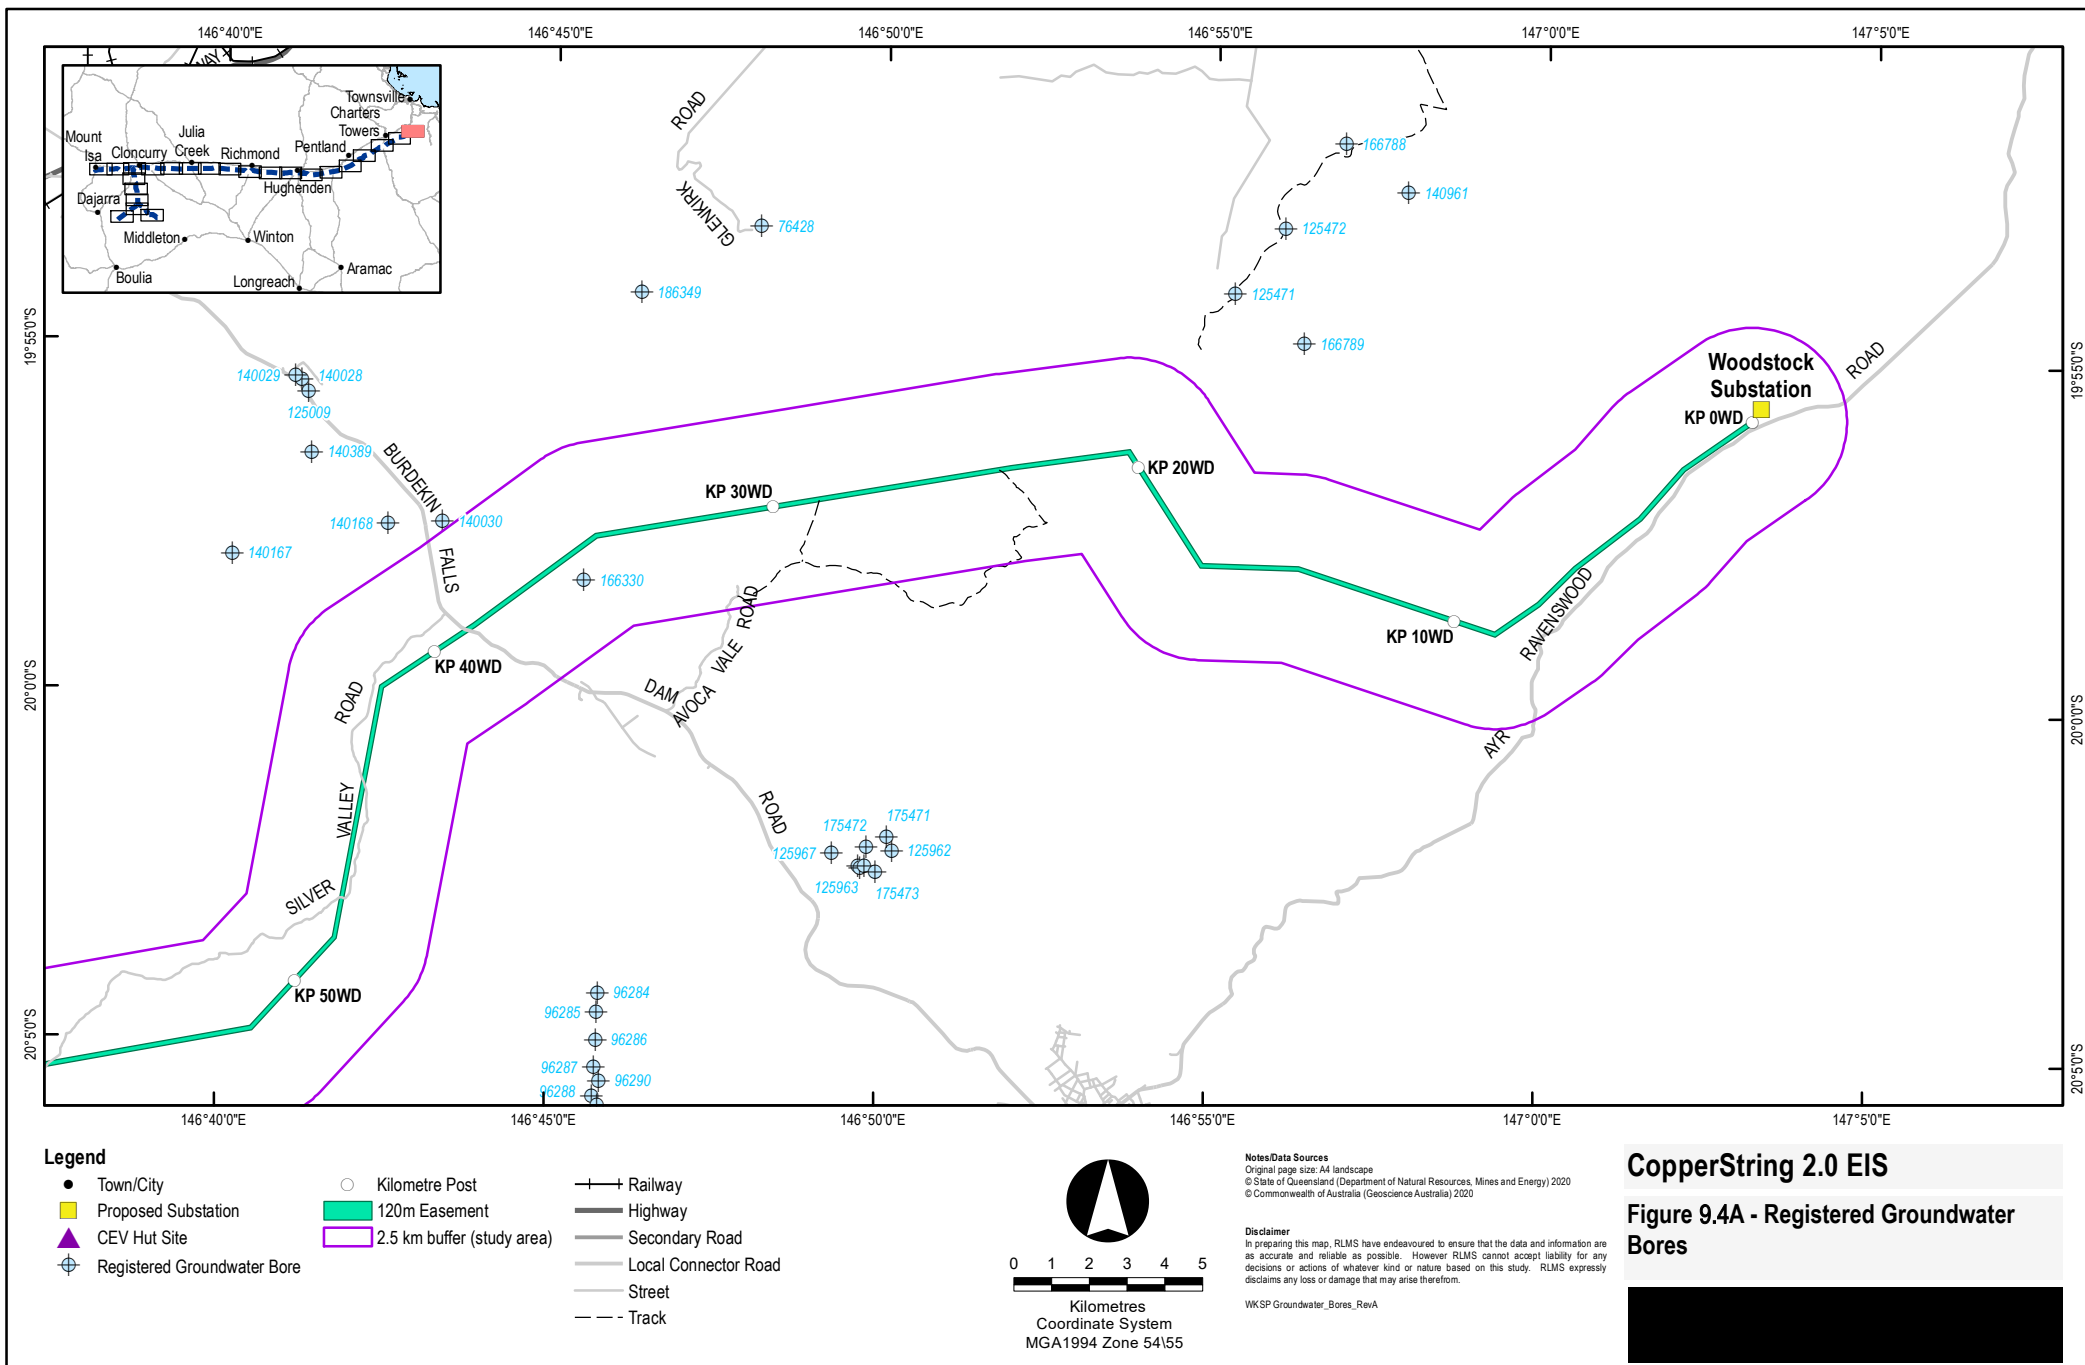 146°40'0"E
146°45'0"E
146°50'0"E
146°55'0"E
147°0'0"E
147°5'0"E
WAY
Townsville
Charters
Towers
Mount
Isa
Cloncurry
Julia
Creek
Richmond
Pentland
Hughenden
Dajarra
Middleton
Winton
Boulia
Longreach
Aramac
ROAD
GLENKIRK
76428
186349
166788
140961
125472
125471
166789
19°55'0"S
19°55'0"S
140029
140028
125009
140389
BURDEKIN
140168
140030
140167
FALLS
166330
Woodstock
Substation
ROAD
KP 0WD
KP 20WD
KP 30WD
KP 10WD
KP 40WD
RAVENSWOOD
ROAD
AVOCA VALE ROAD
DAM
20°0'0"S
20°0'0"S
AYR
VALLEY
ROAD
SILVER
175471
175472
125967
125962
125963
175473
KP 50WD
96284
96285
96286
96287
96290
96288
20°5'0"S
20°5'0"S
146°40'0"E
146°45'0"E
146°50'0"E
146°55'0"E
147°0'0"E
147°5'0"E
Legend
Town/City
Proposed Substation
CEV Hut Site
Registered Groundwater Bore
Kilometre Post
120m Easement
2.5 km buffer (study area)
Railway
Highway
Secondary Road
Local Connector Road
Street
Track
0 1 2 3 4 5
Kilometres
Coordinate System
MGA1994 Zone 54\55
Notes/Data Sources
Original page size: A4 landscape
© State of Queensland (Department of Natural Resources, Mines and Energy) 2020
© Commonwealth of Australia (Geoscience Australia) 2020
Disclaimer
In preparing this map, RLMS have endeavoured to ensure that the data and information are
as accurate and reliable as possible. However RLMS cannot accept liability for any
decisions or actions of whatever kind or nature based on this study. RLMS expressly
disclaims any loss or damage that may arise therefrom.
WKSP Groundwater_Bores_RevA
CopperString 2.0 EIS
Figure 9.4A - Registered Groundwater
Bores